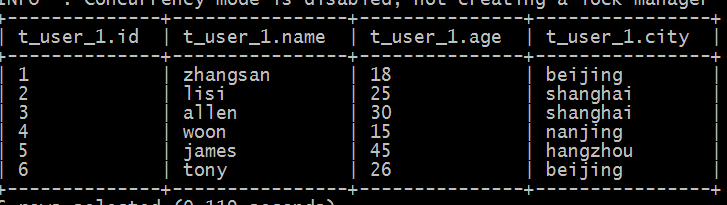 INFO : Concurrency mode is disabled, not creating a lock manager
+--------------+----------------+---------------+----------------+
| t_user_1.id | t_user_1.name | t_user_1.age | t_user_1.city |
+--------------+----------------+---------------+----------------+
| 1 | zhangsan | 18 | beijing |
| 2 | lisi | 25 | shanghai |
| 3 | allen | 30 | shanghai |
| 4 | woon | 15 | nanjing |
| 5 | james | 45 | hangzhou |
| 6 | tony | 26 | beijing |
+--------------+----------------+---------------+----------------+
6 rows selected (0.110 seconds)